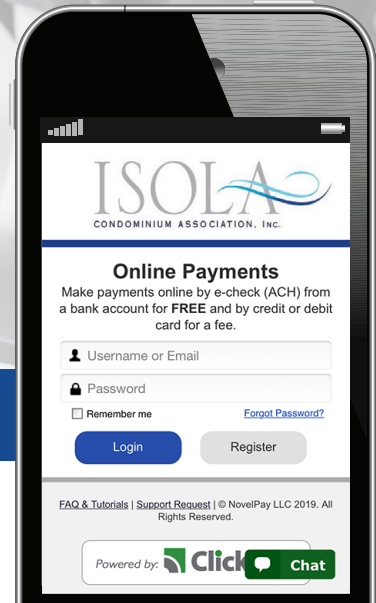 ISOLA
CONDOMINIUM ASSOCIATION, INC.
Online Payments
Make payments online by e-check (ACH) from
a bank account for FREE and by credit or debit
card for a fee.
Username or Email
Password
Remember me
Forgot Password?
Login
Register
FAQ & Tutorials | Support Request | © NovelPay LLC 2019. All
Rights Reserved.
Powered by: Click
Chat